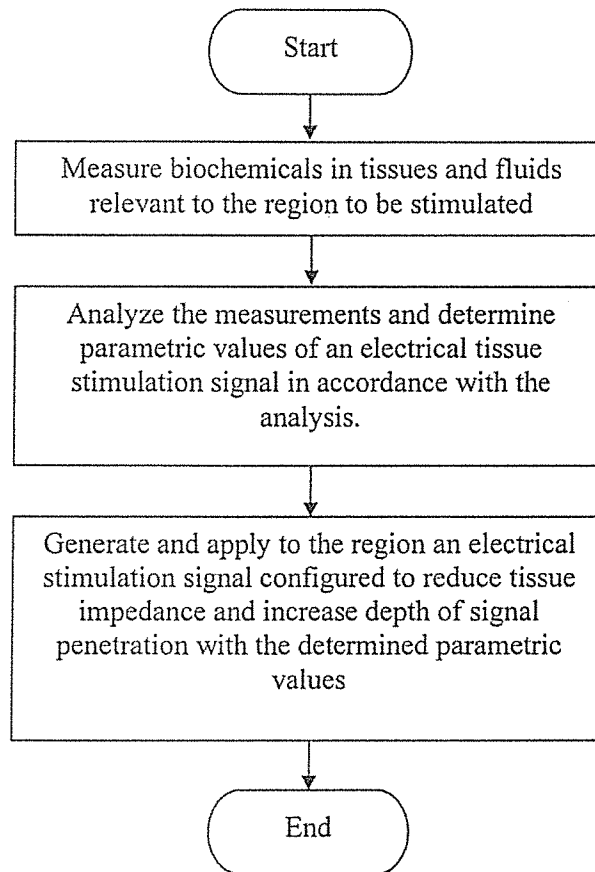 Start
Measure biochemicals in tissues and fluids
relevant to the region to be stimulated
Analyze the measurements and determine
parametric values of an electrical tissue
stimulation signal in accordance with the
analysis.
Generate and apply to the region an electrical
stimulation signal configured to reduce tissue
impedance and increase depth of signal
penetration with the determined parametric
values
End